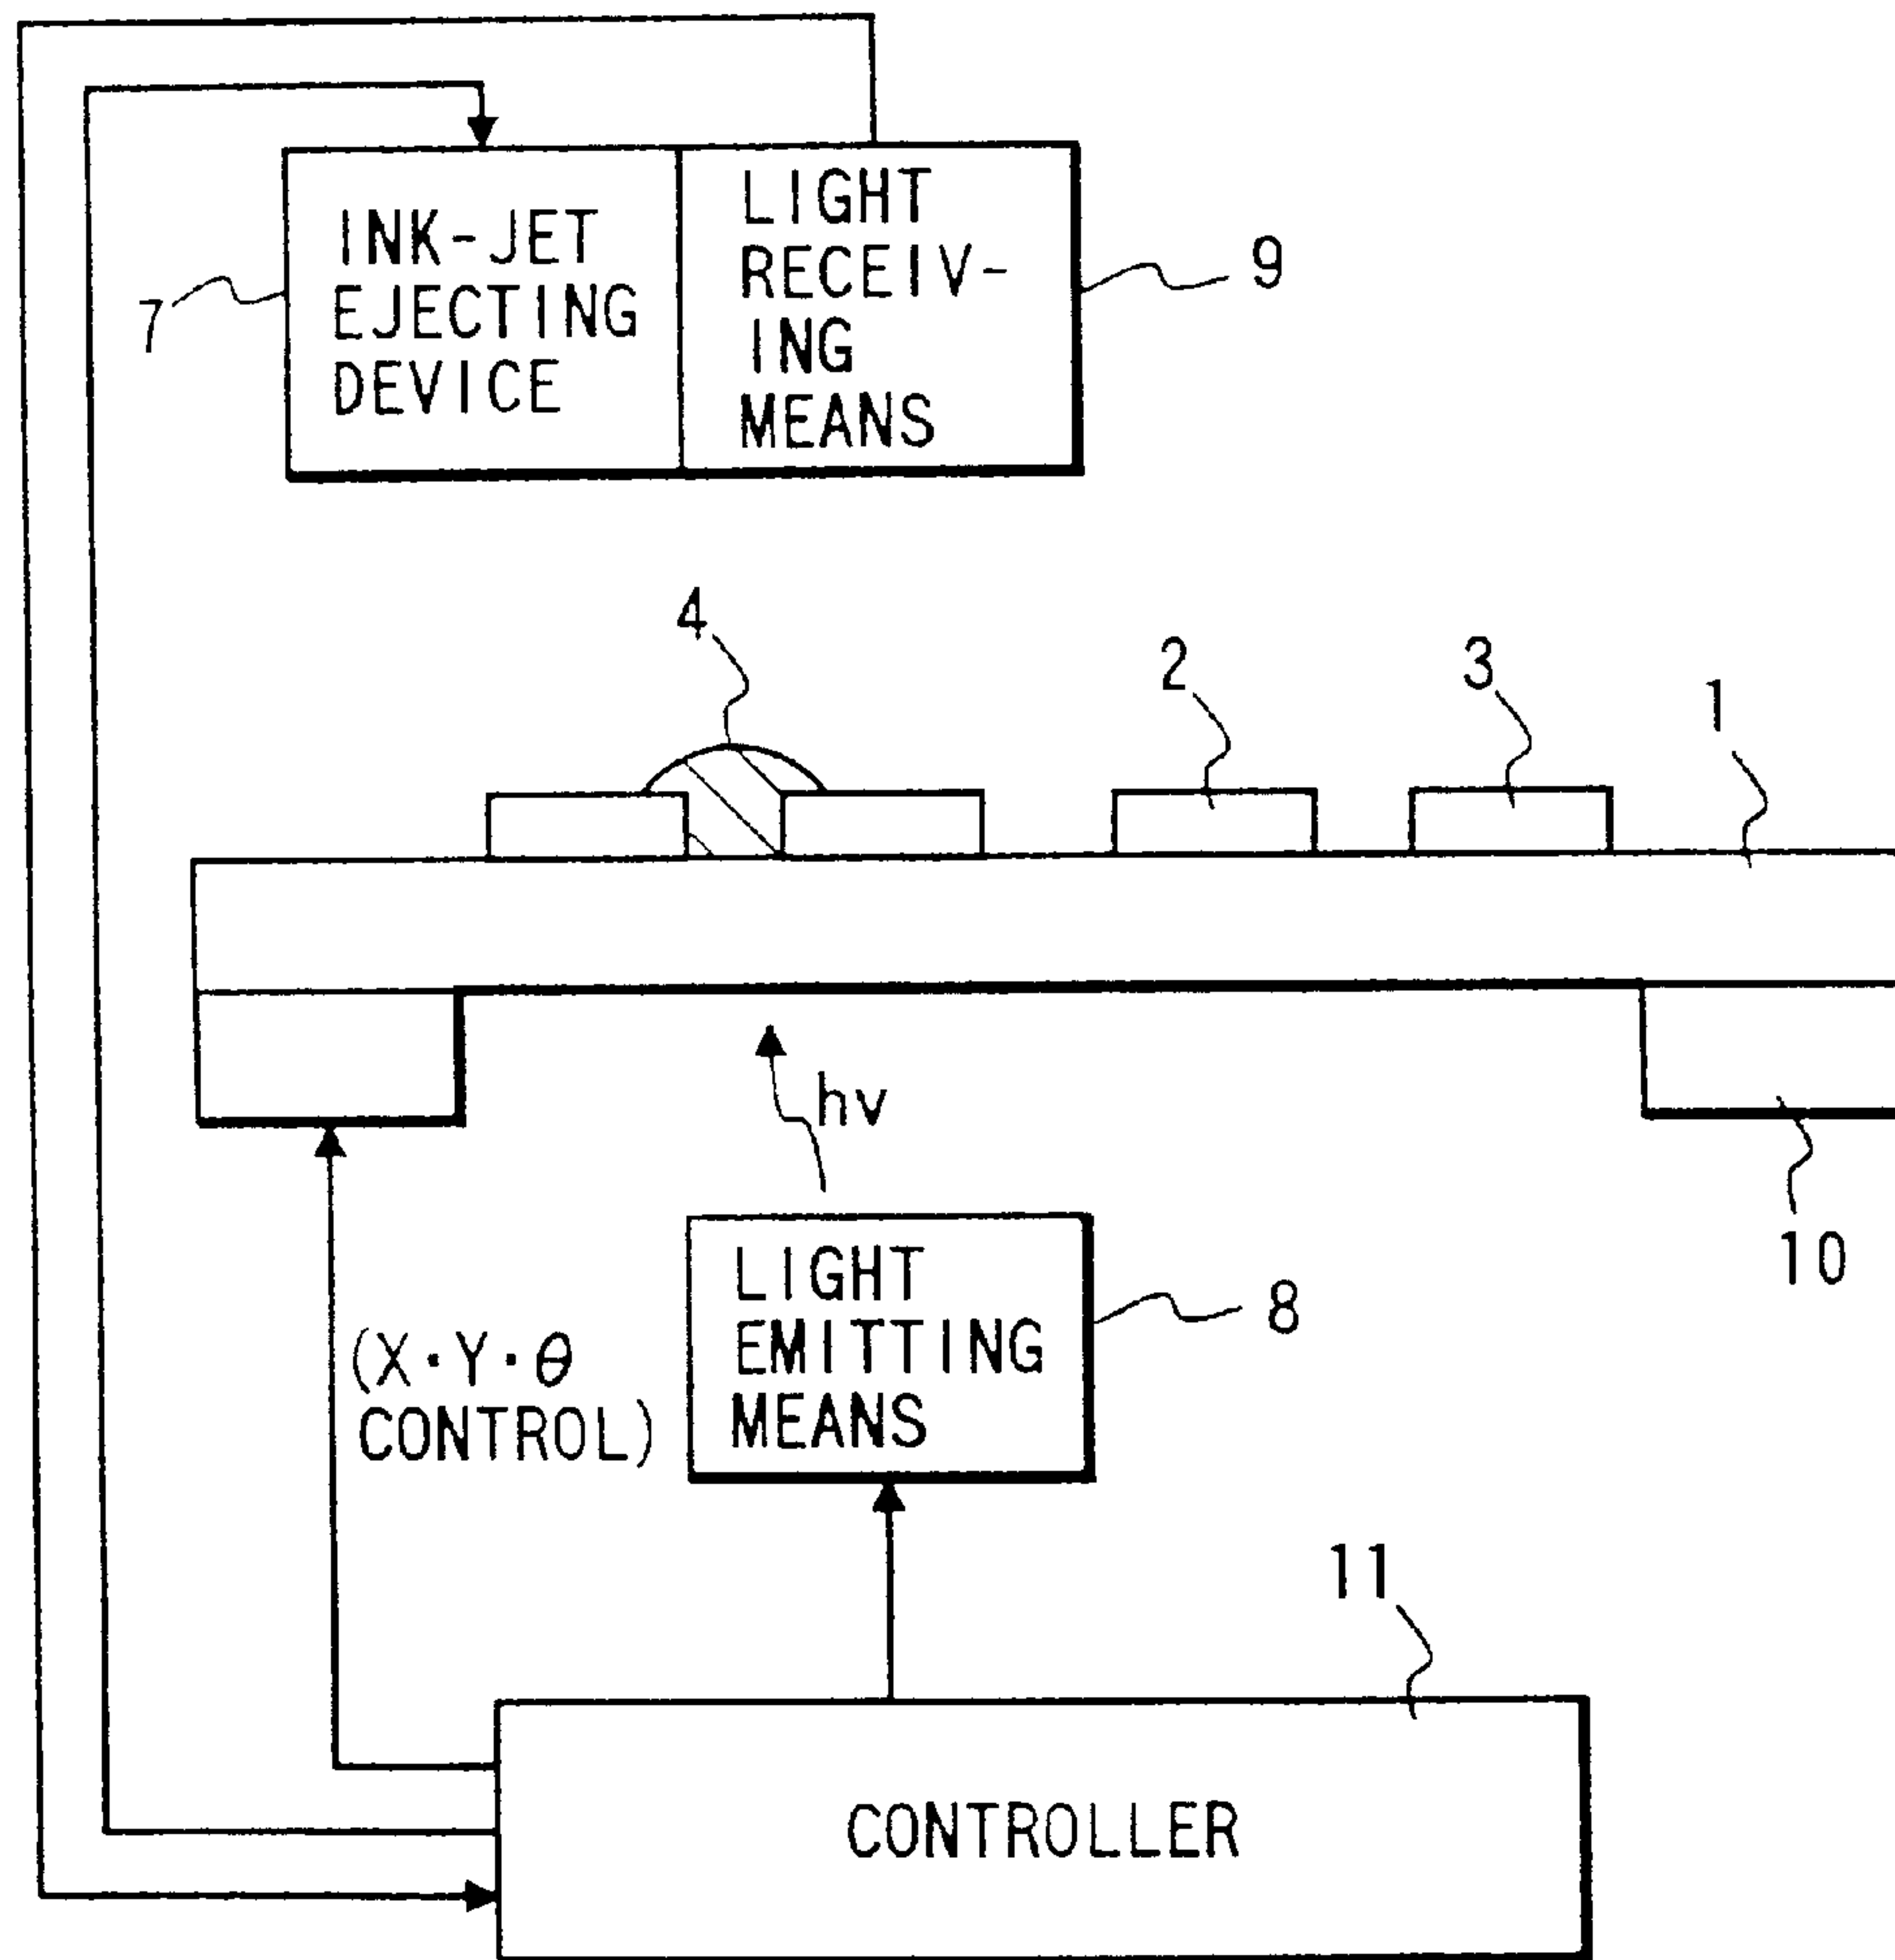 INK-JET
EJECTING
DEVICE
LIGHT
RECEIV-
ING
MEANS
7
9
4
2
3
1
hν
10
LIGHT
EMITTING
MEANS
8
(X·Y·θ
CONTROL)
11
CONTROLLER